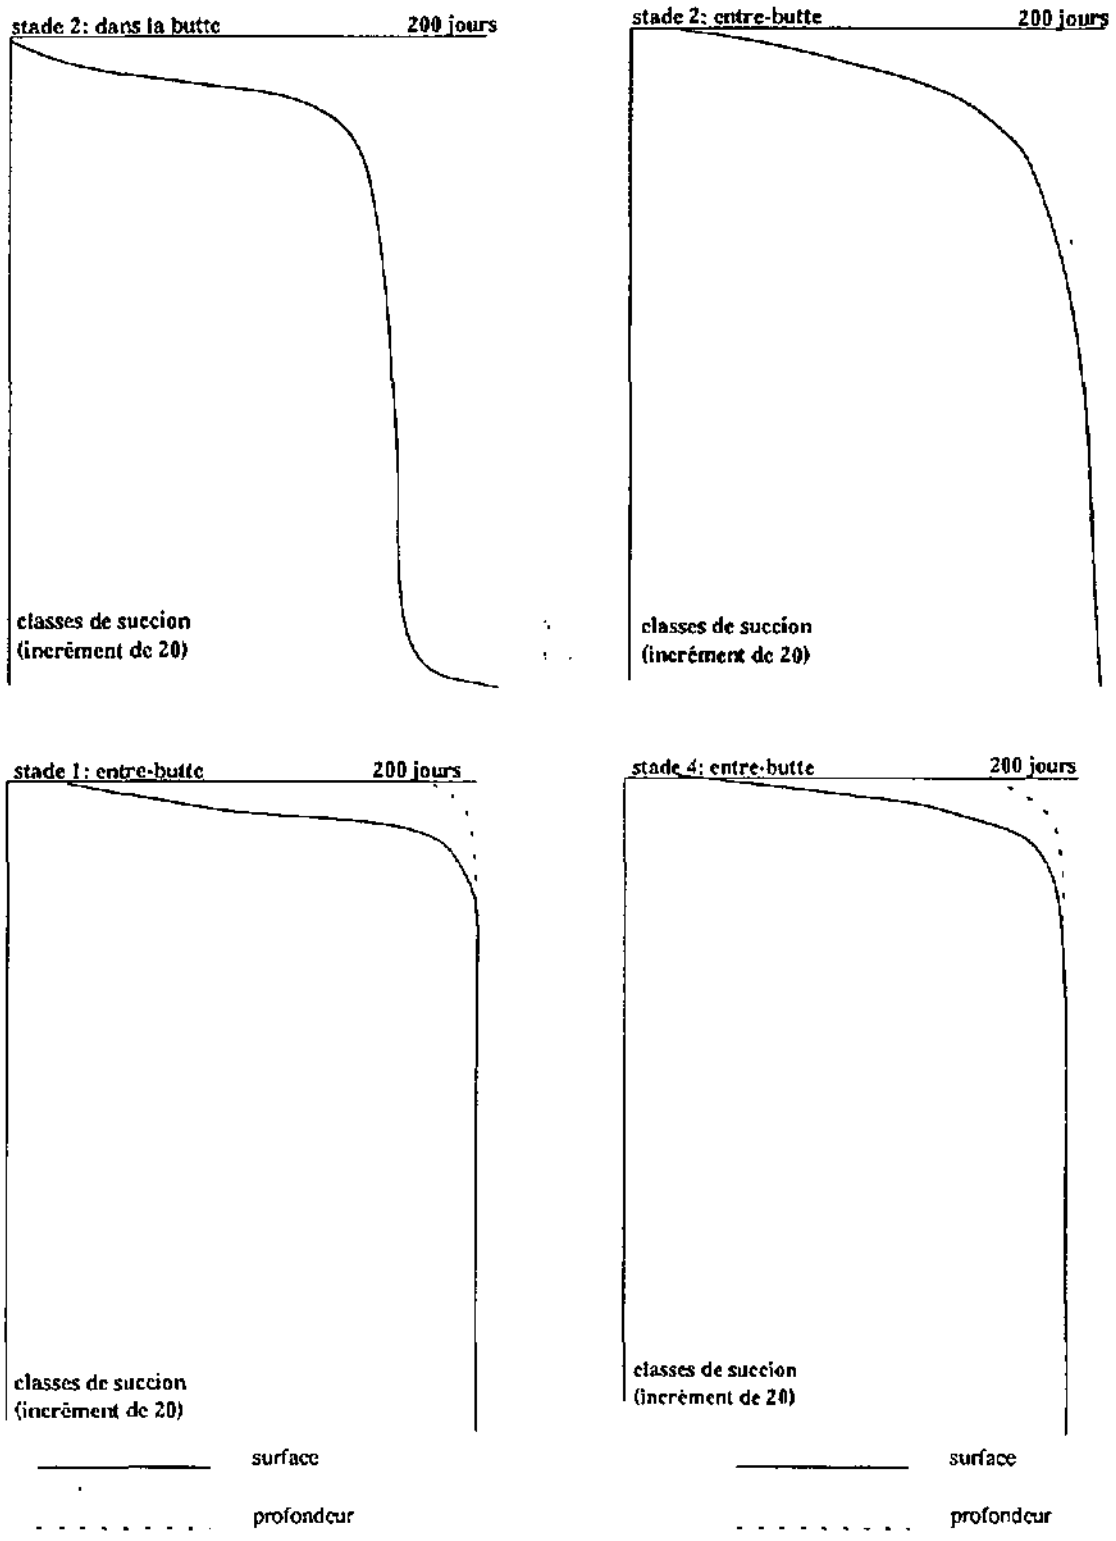 stade 2: dans la butte 200 jours
stade 2: entre-butte 200 jours
classes de succion
(incrément de 20)
classes de succion
(incrément de 20)
stade 1: entre-butte 200 jours
stade 4: entre-butte 200 jours
classes de succion
(incrément de 20)
classes de succion
(incrément de 20)
surface
profondeur
surface
profondeur